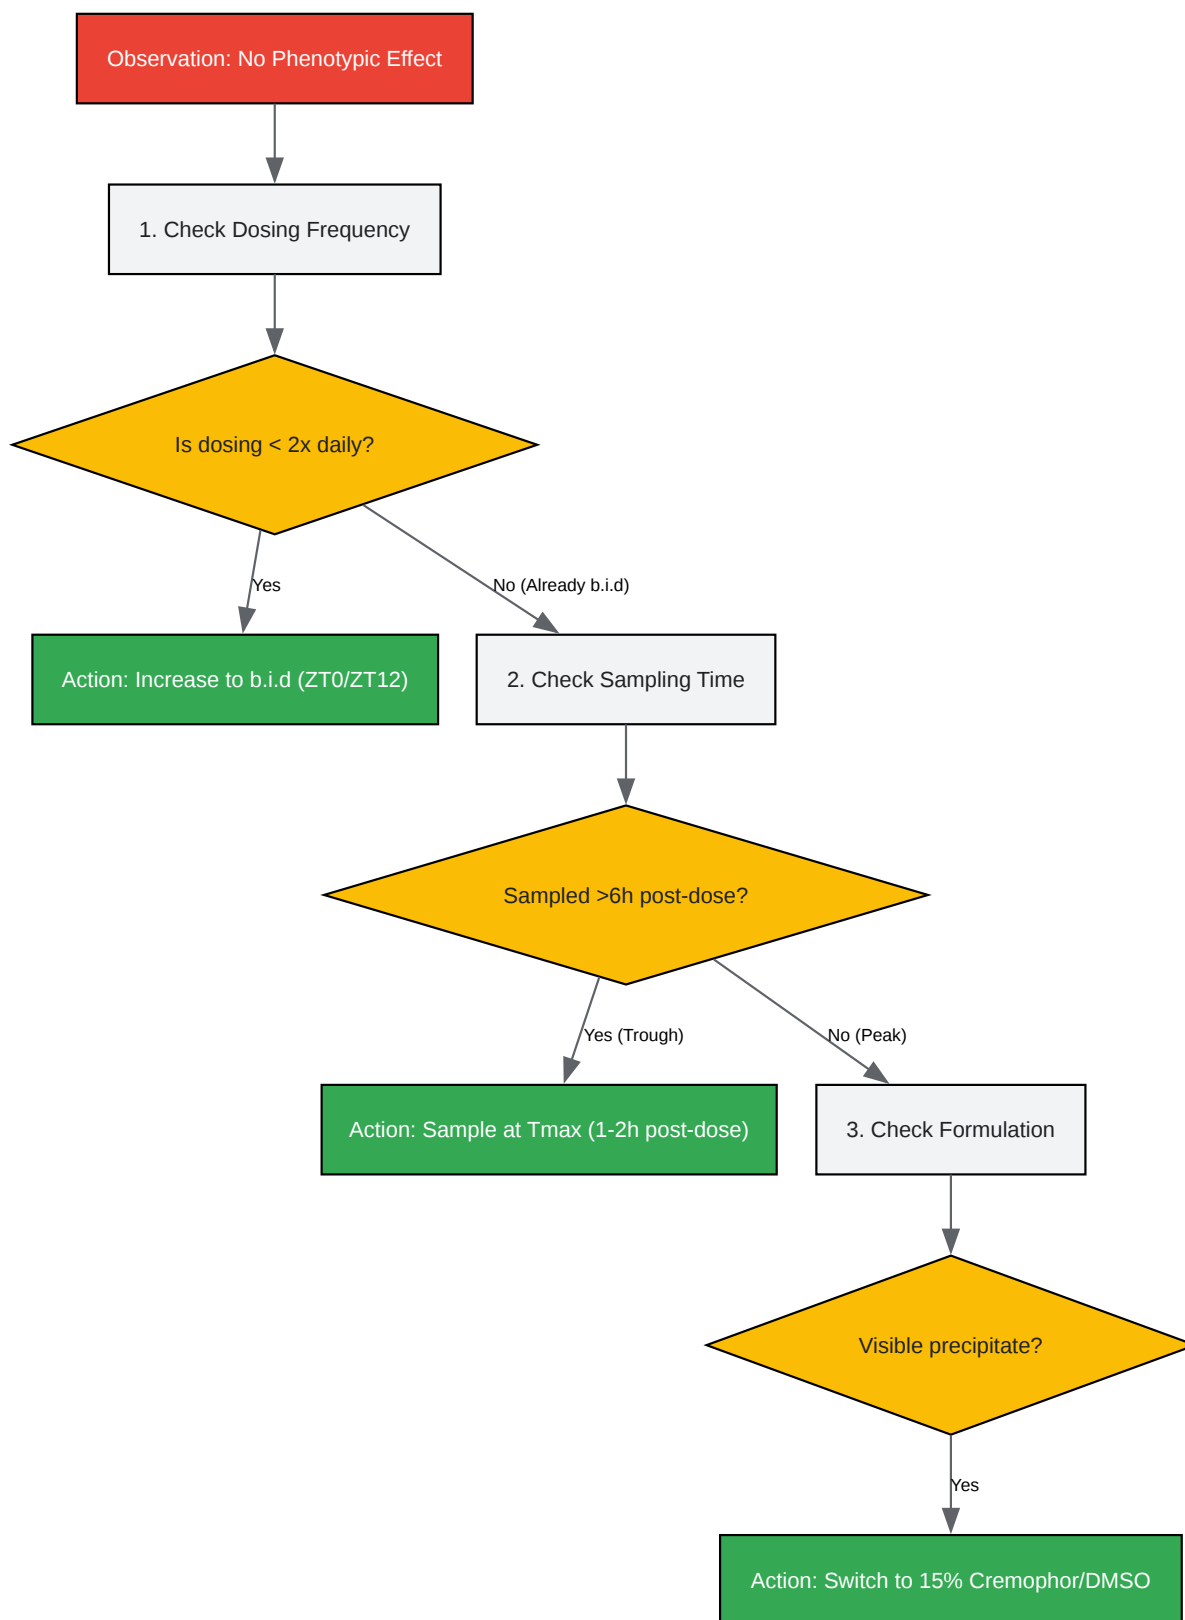 Observation: No Phenotypic Effect
1. Check Dosing Frequency
Is dosing < 2x daily?
Yes
No (Already b.i.d)
Action: Increase to b.i.d (ZT0/ZT12)
2. Check Sampling Time
Sampled >6h post-dose?
Yes (Trough)
No (Peak)
Action: Sample at Tmax (1-2h post-dose)
3. Check Formulation
Visible precipitate?
Yes
Action: Switch to 15% Cremophor/DMSO